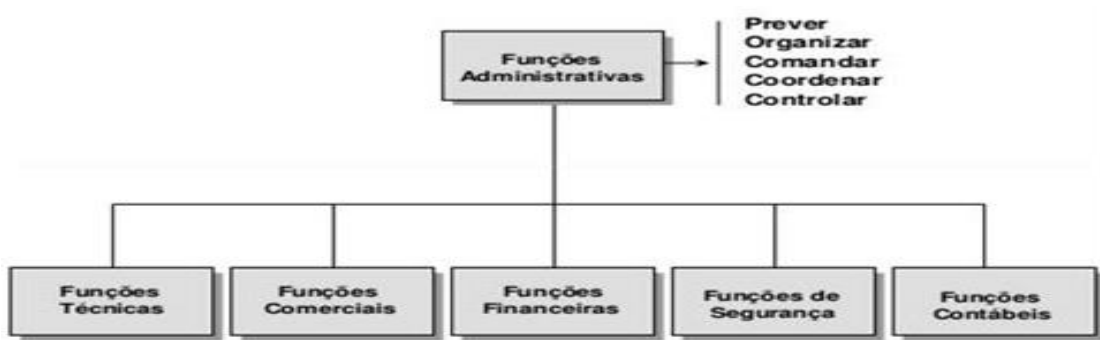 Funções
Administrativas
Prever
Organizar
Comandar
Coordenar
Controlar
Funções
Técnicas
Funções
Comerciais
Funções
Financeiras
Funções de
Segurança
Funções
Contábeis